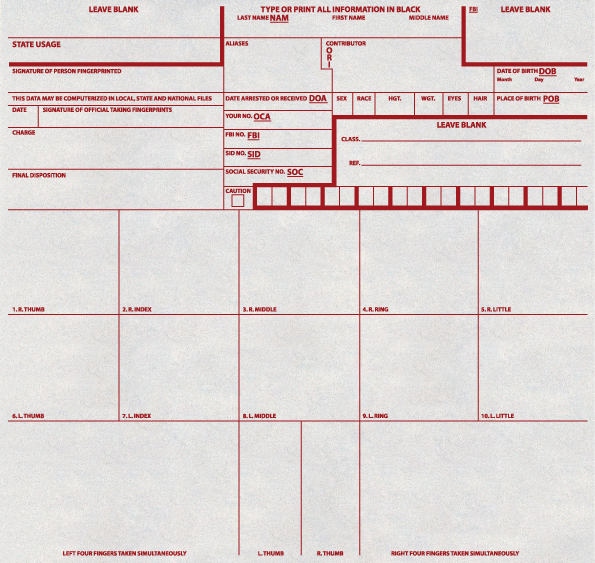 LEAVE BLANK
TYPE OR PRINT ALL INFORMATION IN BLACK
LAST NAME NAM FIRST NAME MIDDLE NAME
FBI LEAVE BLANK
STATE USAGE
ALIASES
CONTRIBUTOR
O
R
I
SIGNATURE OF PERSON FINGERPRINTED
DATE OF BIRTH DOB
Month Day Year
THIS DATA MAY BE COMPUTERIZED IN LOCAL, STATE AND NATIONAL FILES
DATE ARRESTED OR RECEIVED DOA
SEX RACE HGT. WGT. EYES HAIR PLACE OF BIRTH POB
DATE SIGNATURE OF OFFICIAL TAKING FINGERPRINTS
YOUR NO. OCA
LEAVE BLANK
CHARGE
FBI NO. FBI
CLASS.
SID NO. SID
REF.
FINAL DISPOSITION
SOCIAL SECURITY NO. SOC
CAUTION
1. R. THUMB 2. R. INDEX 3. R. MIDDLE 4. R. RING 5. R. LITTLE
6. L. THUMB 7. L. INDEX 8. L. MIDDLE 9. L. RING 10. L. LITTLE
LEFT FOUR FINGERS TAKEN SIMULTANEOUSLY L. THUMB R. THUMB RIGHT FOUR FINGERS TAKEN SIMULTANEOUSLY